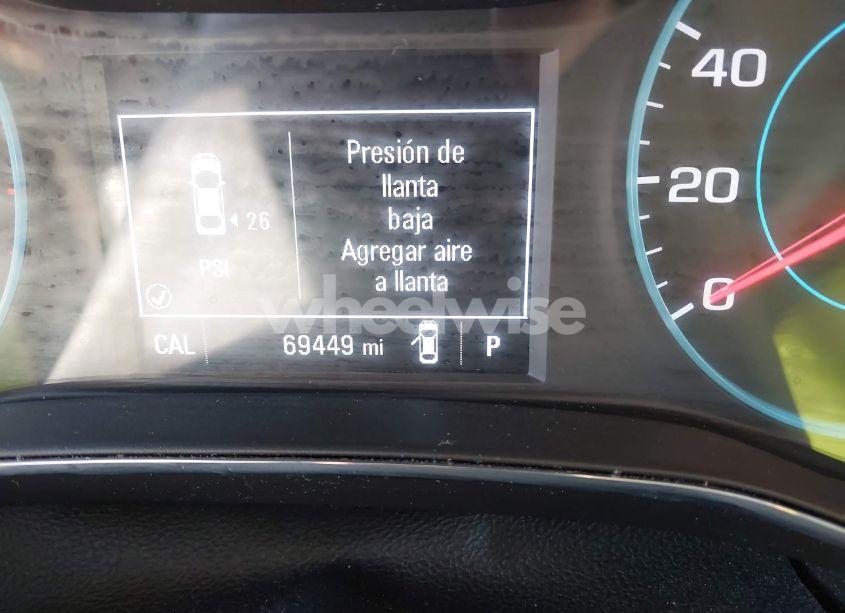 Presión de
llanta
baja
Agregar aire
a llanta
26
PSI
CAL
69449 mi
P
40
20
0
wheelwise